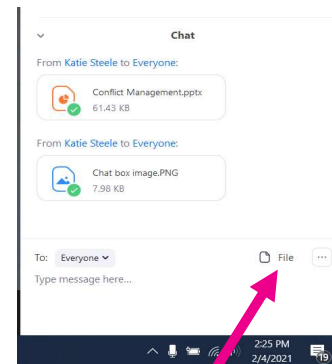 Chat
From Katie Steele to Everyone:
Conflict Management.pptx
61.43 KB
From Katie Steele to Everyone:
Chat box image.PNG
7.98 KB
To: Everyone File ...
Type message here...
2:25 PM
2/4/2021
19